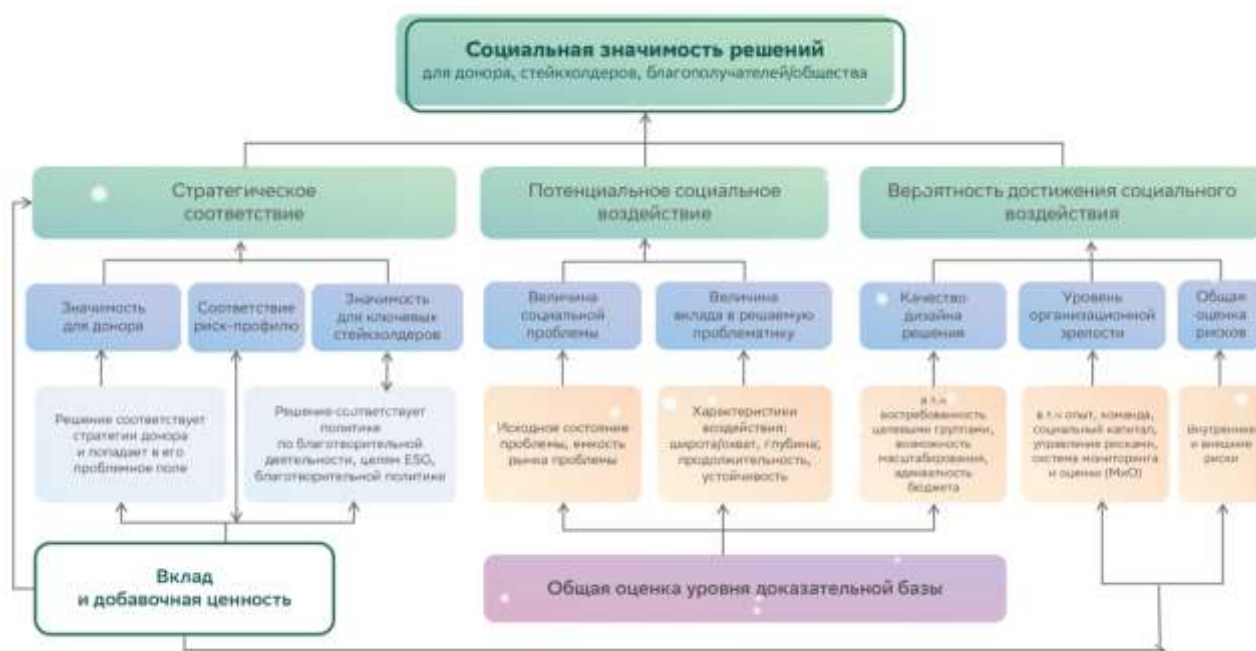 Социальная значимость решений
для донора, стейкхолдеров, благополучателей/общества
Стратегическое
соответствие
Потенциальное социальное
воздействие
Вероятность достижения социального
воздействия
Значимость
для донора
Соответствие
риск-профилю
Значимость
для ключевых
стейкхолдеров
Величина
социальной
проблемы
Величина
вклада в решаемую
проблематику
Качество
дизайна
решения
Уровень
организационной
зрелости
Общая
оценка
рисков
Решение соответствует
стратегии донора
и попадает в его
проблемное поле
Решение соответствует
политике
по благотворительной
деятельности, целям ESG,
благотворительной политике
Исходное состояние
проблемы, емкость
рынка проблемы
Характеристики
воздействия:
широта/охват, глубина;
продолжительность,
устойчивость
в т.ч
востребованность
целевыми группами,
возможность
масштабирования,
адекватность
бюджета
в т.ч опыт, команда,
социальный капитал,
управление рисками,
система мониторинга
и оценки (МиО)
Внутренние
и внешние
риски
Вклад
и добавочная ценность
Общая оценка уровня доказательной базы